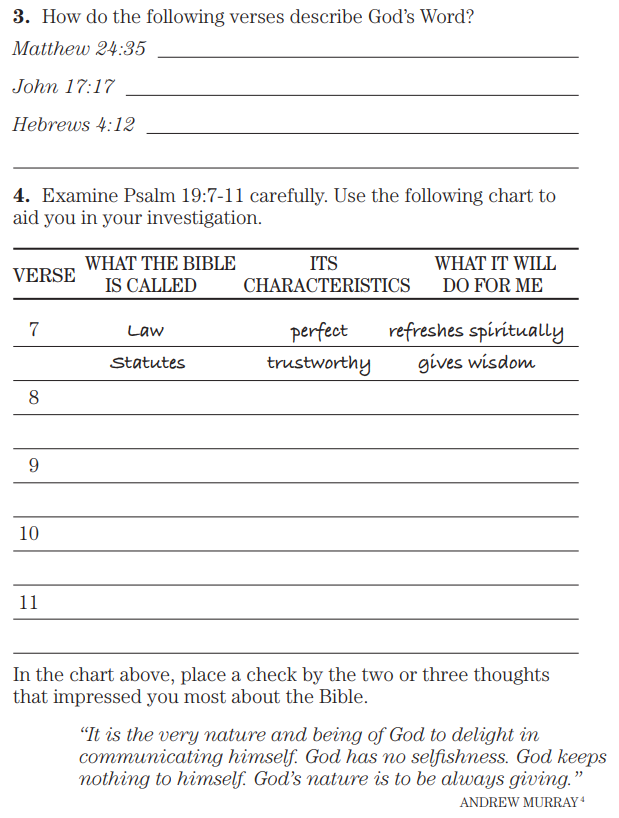 3. How do the following verses describe God's Word?
Matthew 24:35
John 17:17
Hebrews 4:12
4. Examine Psalm 19:7-11 carefully. Use the following chart to
aid you in your investigation.
VERSE WHAT THE BIBLE IS CALLED ITS CHARACTERISTICS WHAT IT WILL DO FOR ME
7 Law perfect refreshes spiritually
Statutes trustworthy gives wisdom
8
9
10
11
In the chart above, place a check by the two or three thoughts
that impressed you most about the Bible.
“It is the very nature and being of God to delight in
communicating himself. God has no selfishness. God keeps
nothing to himself. God's nature is to be always giving.”
ANDREW MURRAY⁴